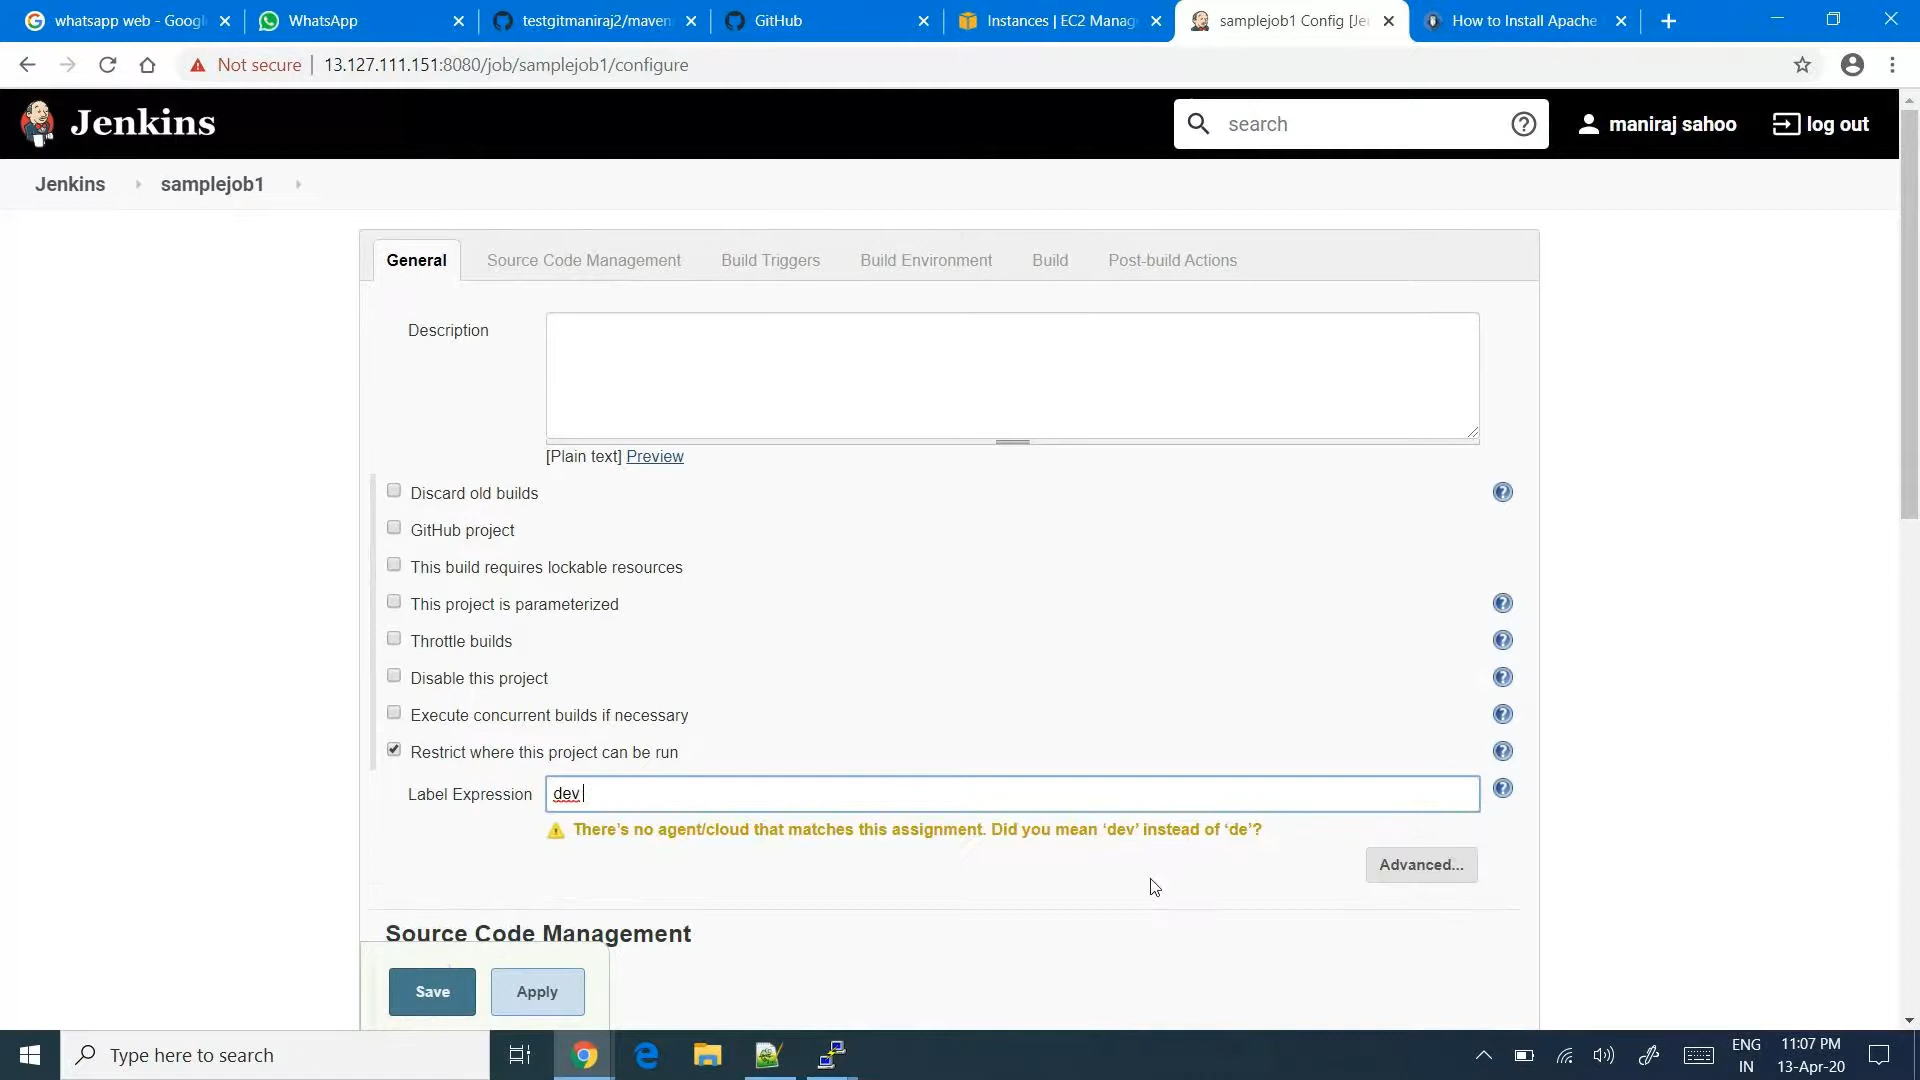 whatsapp web - Googl
WhatsApp
testgitmaniraj2/maven
GitHub
Instances | EC2 Manag
samplejob1 Config [Je
How to Install Apache
Not secure | 13.127.111.151:8080/job/samplejob1/configure
Jenkins
search
maniraj sahoo
log out
Jenkins
samplejob1
General
Source Code Management
Build Triggers
Build Environment
Build
Post-build Actions
Description
[Plain text] Preview
Discard old builds
GitHub project
This build requires lockable resources
This project is parameterized
Throttle builds
Disable this project
Execute concurrent builds if necessary
Restrict where this project can be run
Label Expression
dev
There’s no agent/cloud that matches this assignment. Did you mean ‘dev’ instead of ‘de’?
Advanced...
Source Code Management
Save
Apply
Type here to search
ENG
IN
11:07 PM
13-Apr-20